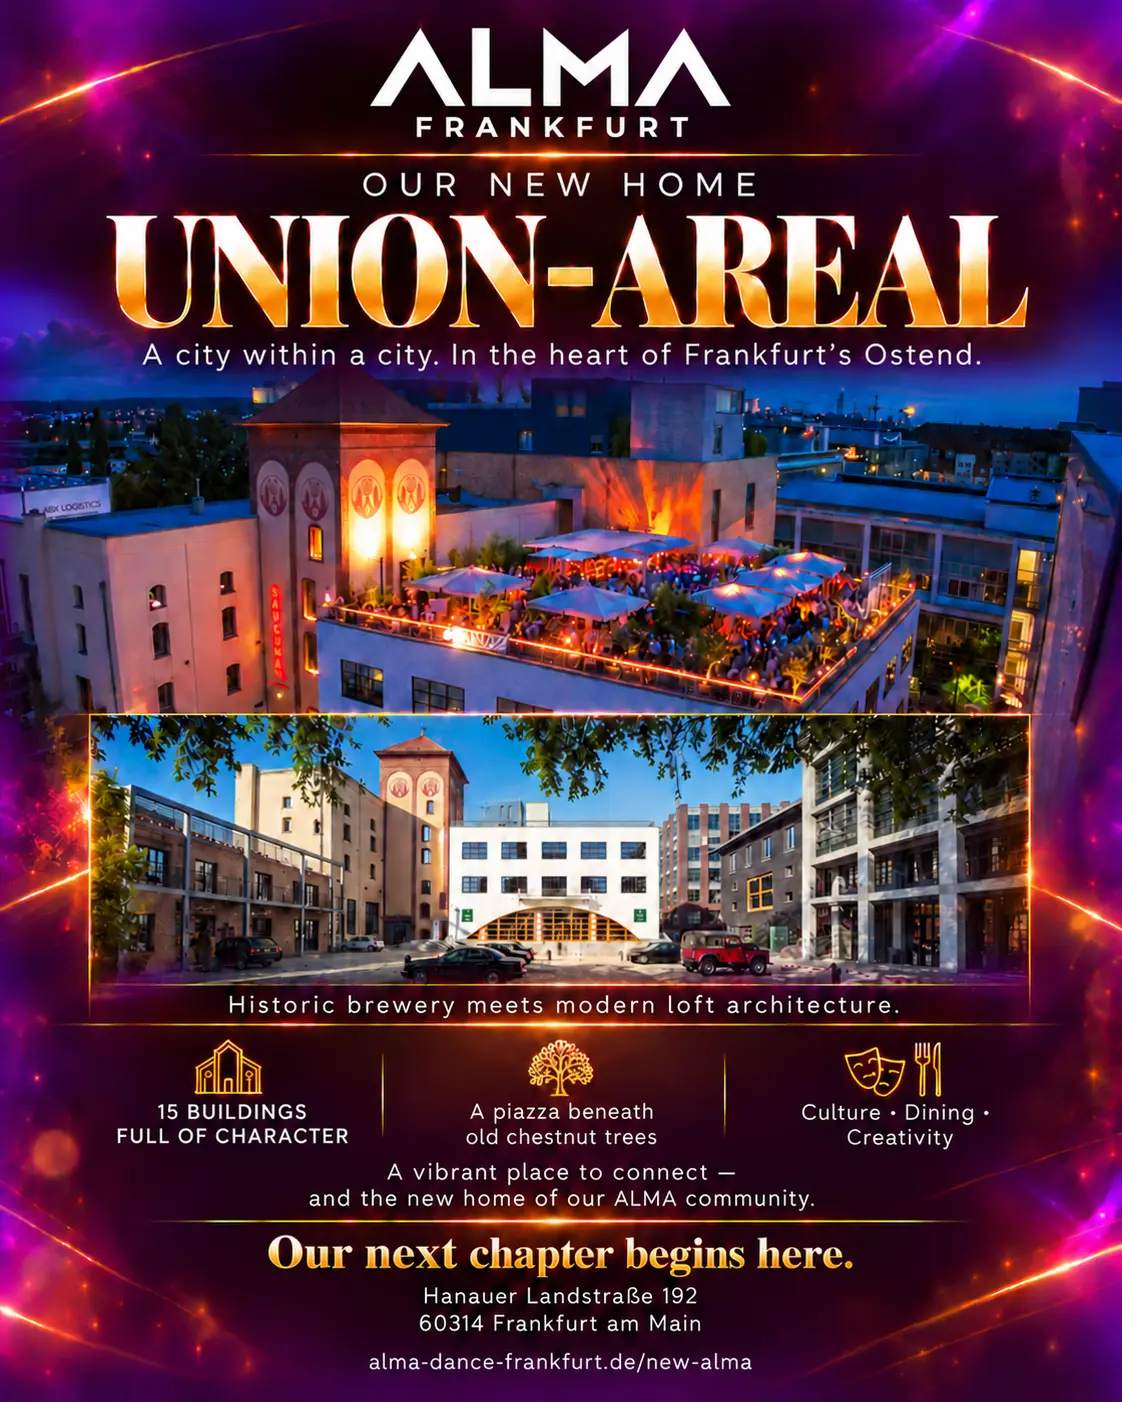 ALMA
FRANKFURT
OUR NEW HOME
UNION-AREAL
A city within a city. In the heart of Frankfurt’s Ostend.
ABX LOGISTICS
Historic brewery meets modern loft architecture.
15 BUILDINGS
FULL OF CHARACTER
A piazza beneath
old chestnut trees
Culture • Dining •
Creativity
A vibrant place to connect —
and the new home of our ALMA community.
Our next chapter begins here.
Hanauer Landstraße 192
60314 Frankfurt am Main
alma-dance-frankfurt.de/new-alma